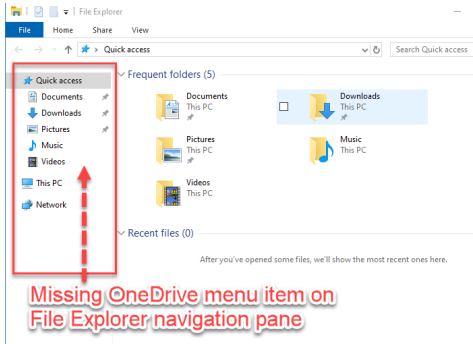 File Explorer
File Home Share View
Quick access Search Quick access
Quick access
Documents
Downloads
Pictures
Music
Videos
This PC
Network
Frequent folders (5)
Documents
This PC
Downloads
This PC
Pictures
This PC
Music
This PC
Videos
This PC
Recent files (0)
After you've opened some files, we'll show the most recent ones here.
Missing OneDrive menu item on
File Explorer navigation pane